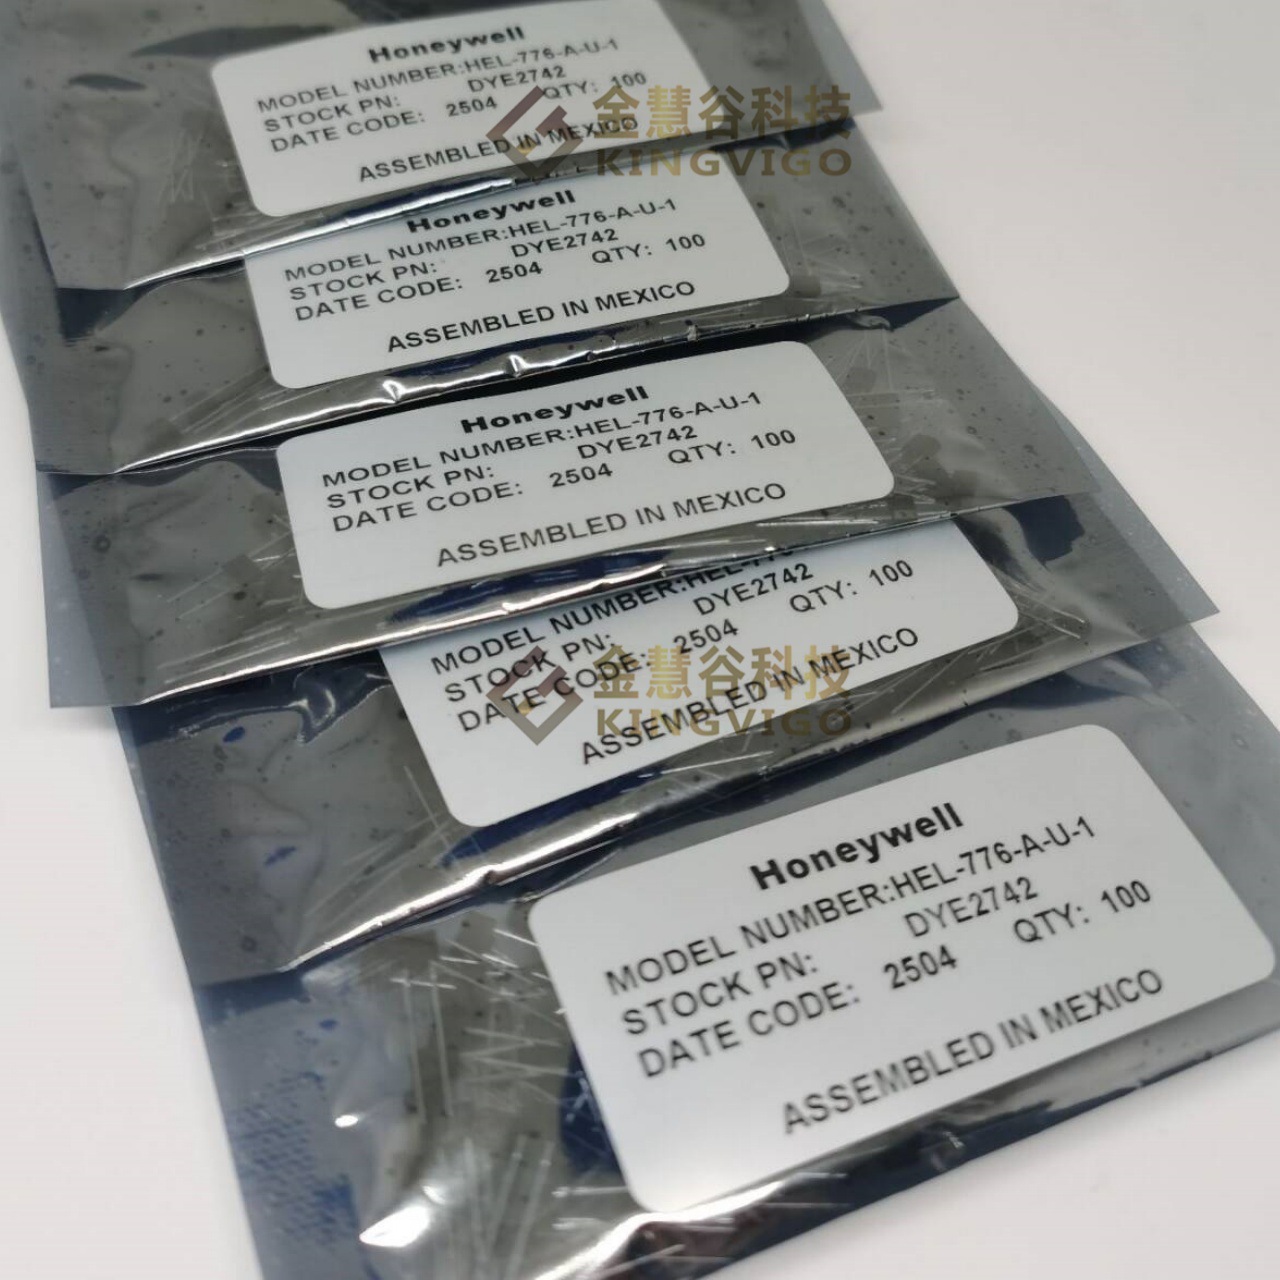 Honeywell
MODEL NUMBER:HEL-776-A-U-1
STOCK PN: DYE2742
DATE CODE: 2504 QTY: 100
ASSEMBLED IN MEXICO
金慧谷科技
KINGVIGO
Honeywell
MODEL NUMBER:HEL-776-A-U-1
STOCK PN: DYE2742
DATE CODE: 2504 QTY: 100
ASSEMBLED IN MEXICO
Honeywell
MODEL NUMBER:HEL-776-A-U-1
STOCK PN: DYE2742
DATE CODE: 2504 QTY: 100
ASSEMBLED IN MEXICO
MODEL NUMBER:HEL-776
STOCK PN: DYE2742
DATE CODE: 2504 QTY: 100
ASSEMBLED IN MEXICO
金慧谷科技
KINGVIGO
Honeywell
MODEL NUMBER:HEL-776-A-U-1
STOCK PN: DYE2742
DATE CODE: 2504 QTY: 100
ASSEMBLED IN MEXICO